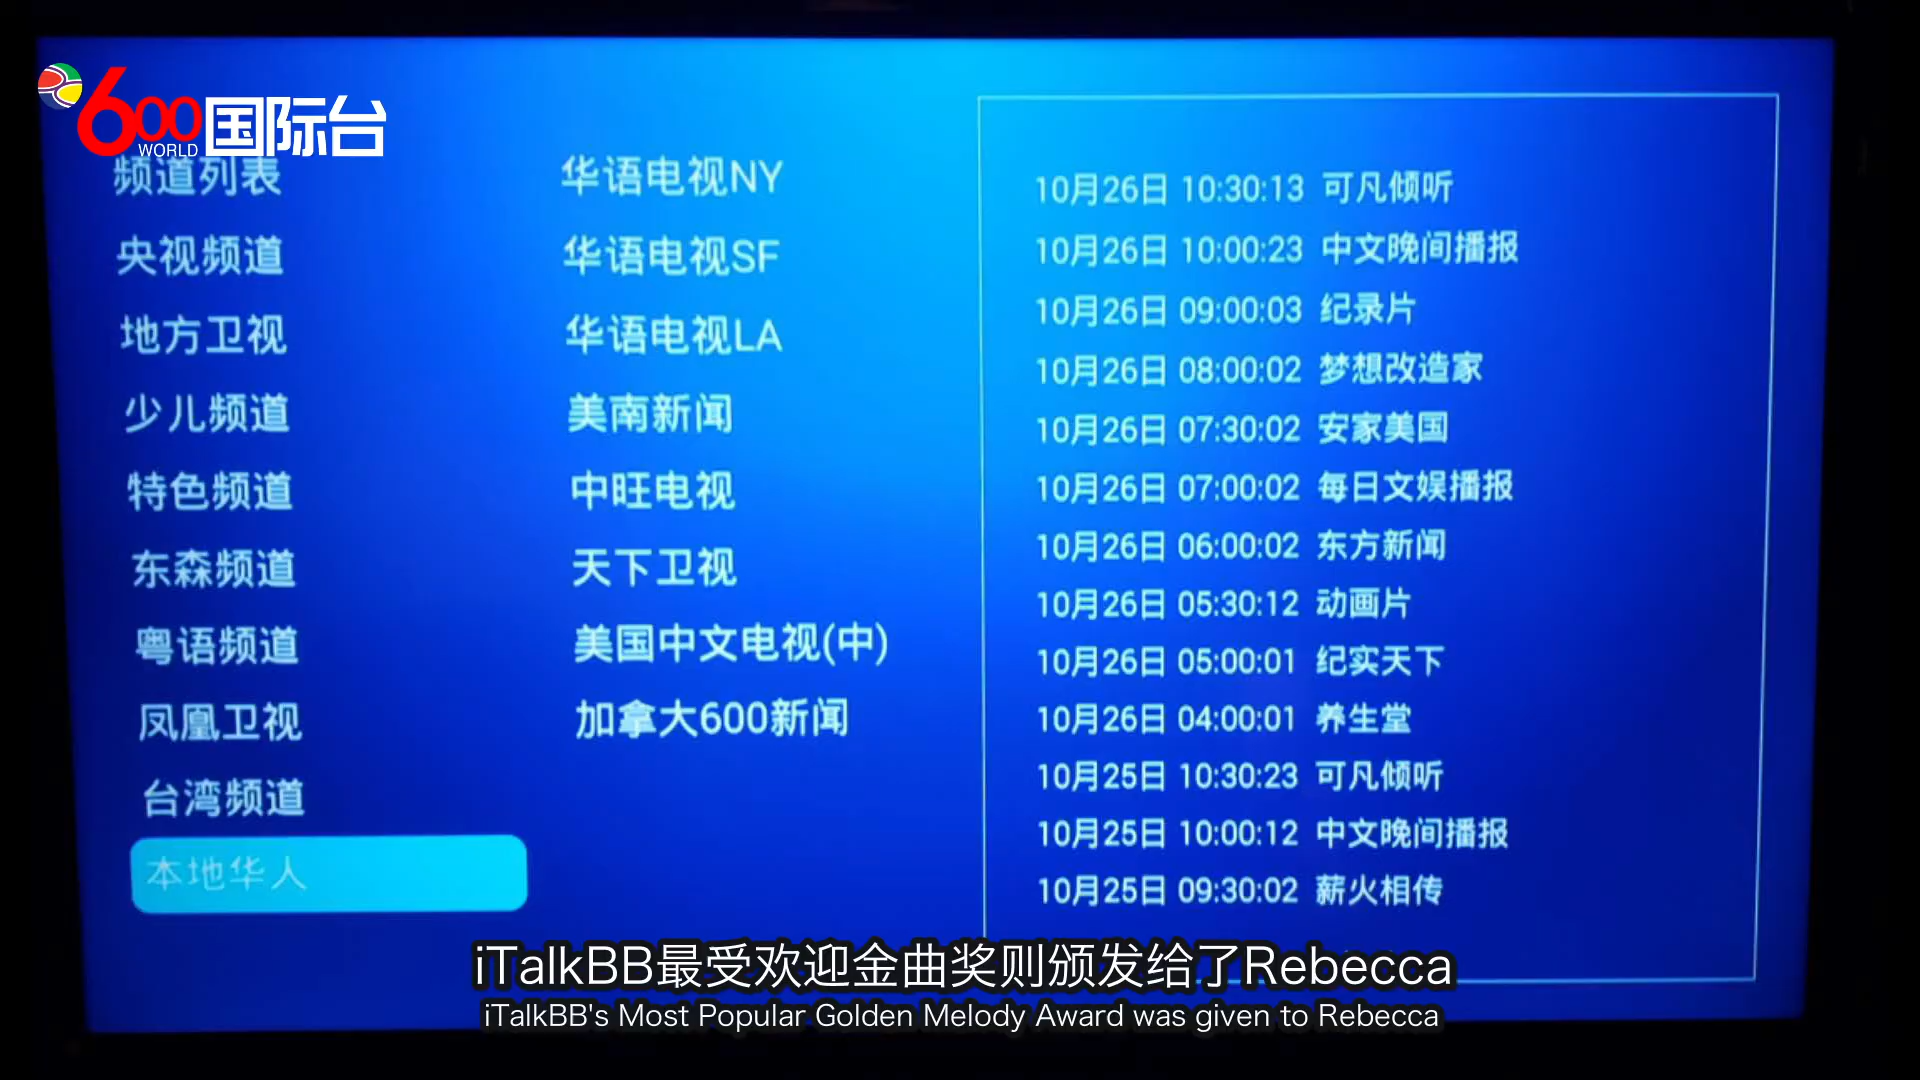 600国际台
WORLD
频道列表
央视频道
地方卫视
少儿频道
特色频道
东森频道
粤语频道
凤凰卫视
台湾频道
本地华人
华语电视NY
华语电视SF
华语电视LA
美南新闻
中旺电视
天下卫视
美国中文电视(中)
加拿大600新闻
10月26日 10:30:13 可凡倾听
10月26日 10:00:23 中文晚间播报
10月26日 09:00:03 纪录片
10月26日 08:00:02 梦想改造家
10月26日 07:30:02 安家美国
10月26日 07:00:02 每日文娱播报
10月26日 06:00:02 东方新闻
10月26日 05:30:12 动画片
10月26日 05:00:01 纪实天下
10月26日 04:00:01 养生堂
10月25日 10:30:23 可凡倾听
10月25日 10:00:12 中文晚间播报
10月25日 09:30:02 薪火相传
iTalkBB最受欢迎金曲奖则颁发给了Rebecca
iTalkBB's Most Popular Golden Melody Award was given to Rebecca